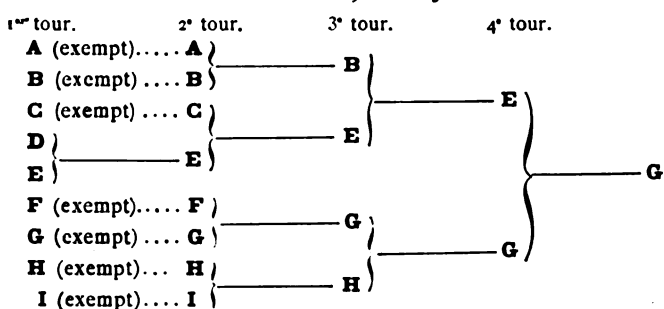 1er tour. 2e tour. 3e tour. 4e tour.
A (exempt)..... A
B
B (exempt)..... B
E
C (exempt) .... C
E
D
E
E
G
F (exempt)..... F
G
G (exempt) .... G
G
H (exempt)... H
H
I (exempt).... I